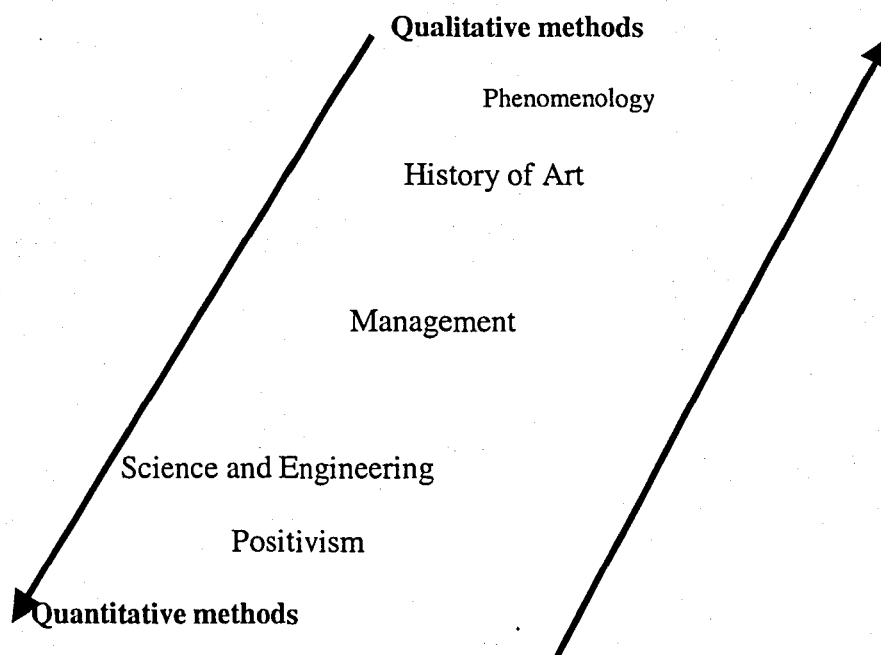 Qualitative methods
Phenomenology
History of Art
Management
Science and Engineering
Positivism
Quantitative methods